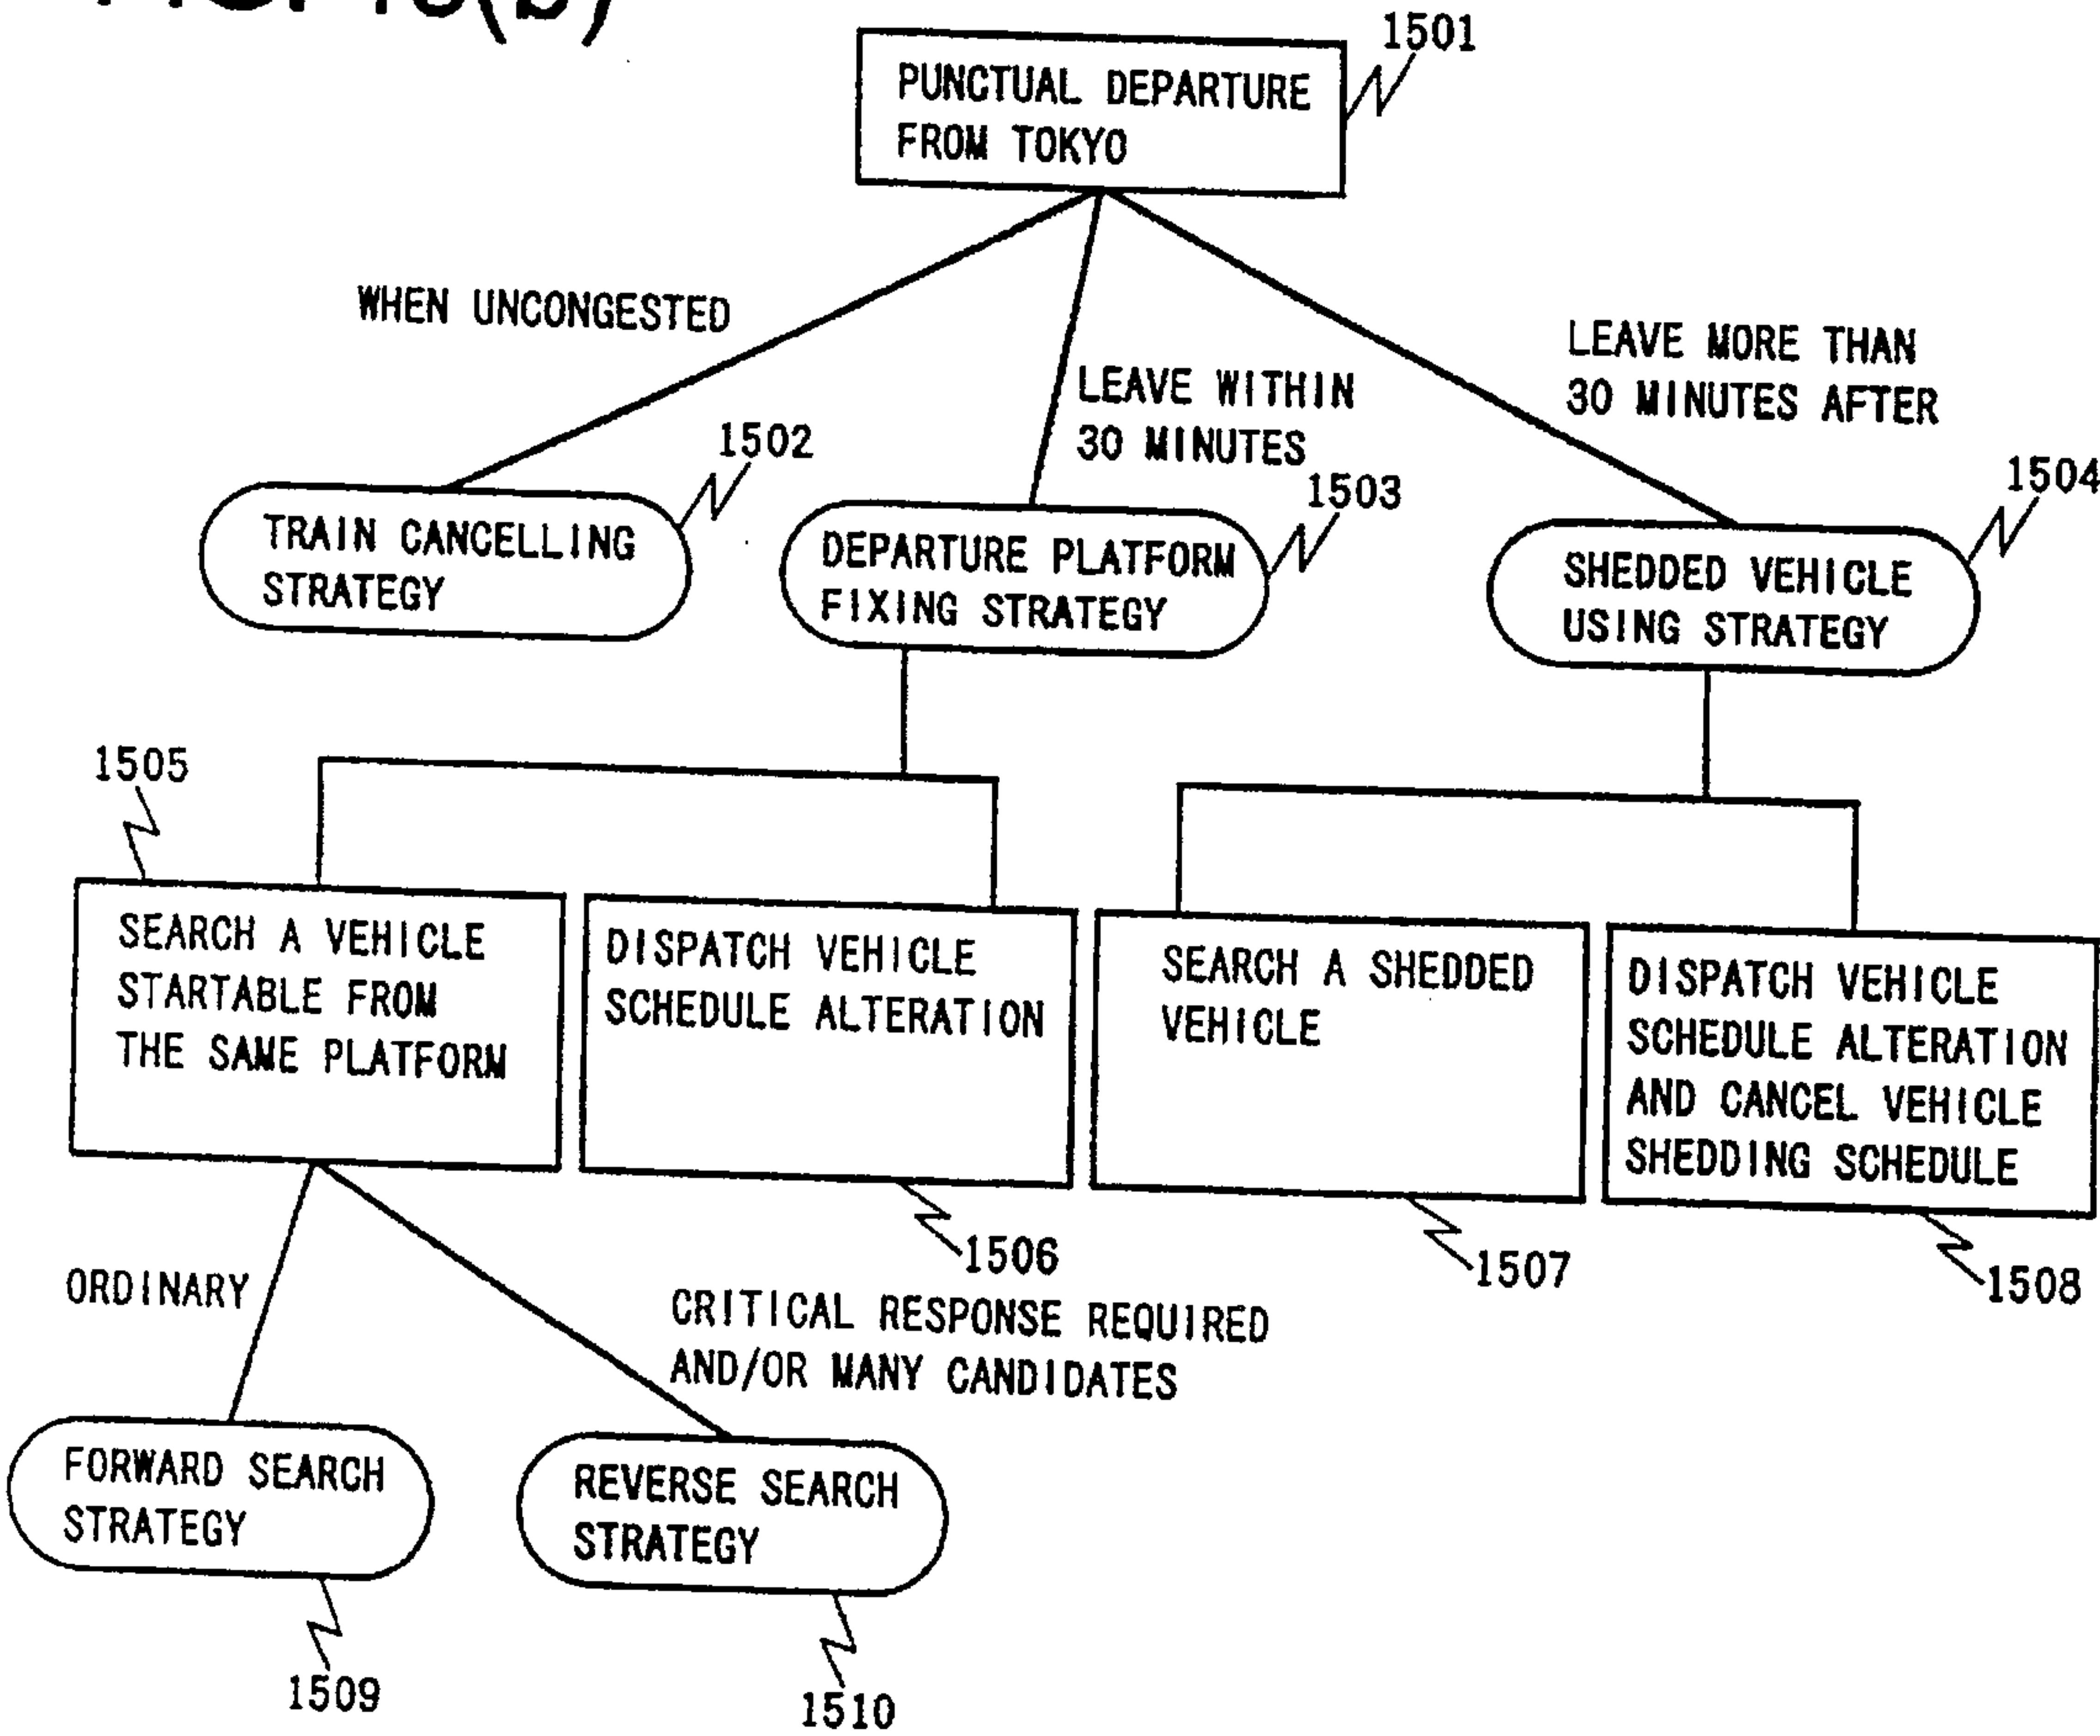 1501
PUNCTUAL DEPARTURE
FROM TOKYO
WHEN UNCONGESTED
LEAVE WITHIN
30 MINUTES
LEAVE MORE THAN
30 MINUTES AFTER
1502
TRAIN CANCELLING
STRATEGY
1503
DEPARTURE PLATFORM
FIXING STRATEGY
1504
SHEDDED VEHICLE
USING STRATEGY
1505
SEARCH A VEHICLE
STARTABLE FROM
THE SAME PLATFORM
DISPATCH VEHICLE
SCHEDULE ALTERATION
SEARCH A SHEDDED
VEHICLE
DISPATCH VEHICLE
SCHEDULE ALTERATION
AND CANCEL VEHICLE
SHEDDING SCHEDULE
1506
1507
1508
ORDINARY
CRITICAL RESPONSE REQUIRED
AND/OR MANY CANDIDATES
FORWARD SEARCH
STRATEGY
REVERSE SEARCH
STRATEGY
1509
1510